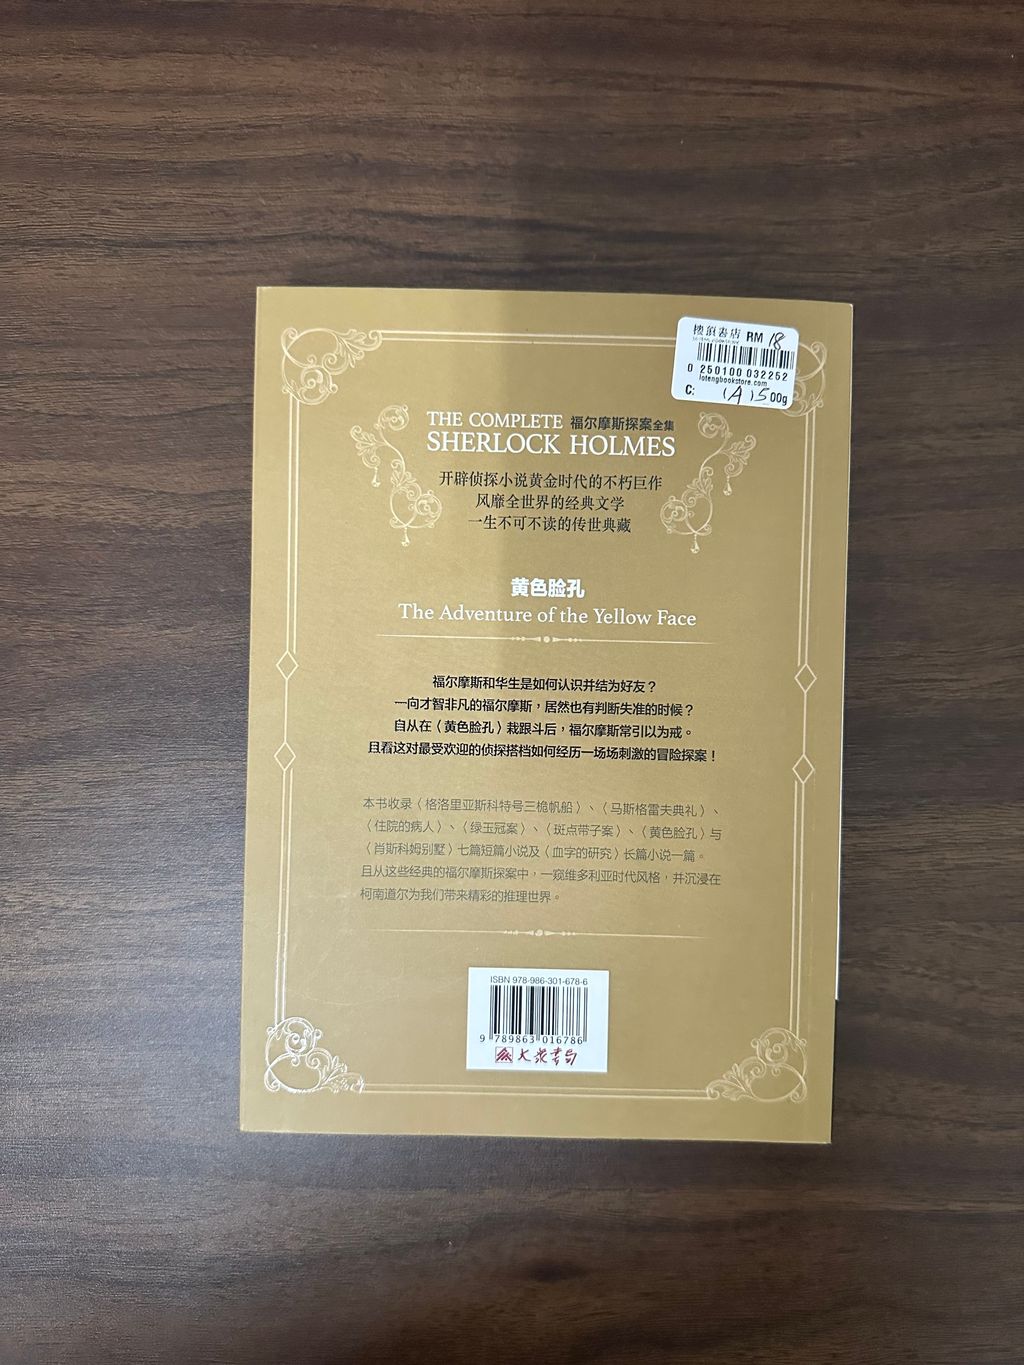 樓頂書店 RM 18
0 250100 032252
lotengbookstore.com
C: (A) 500g
THE COMPLETE 福尔摩斯探案全集
SHERLOCK HOLMES
开辟侦探小说黄金时代的不朽巨作
风靡全世界的经典文学
一生不可不读的传世典藏
黄色脸孔
The Adventure of the Yellow Face
福尔摩斯和华生是如何认识并结为好友？
一向才智非凡的福尔摩斯，居然也有判断失准的时候？
自从在〈黄色脸孔〉栽跟斗后，福尔摩斯常引以为戒。
且看这对最受欢迎的侦探搭档如何经历一场场刺激的冒险探案！
本书收录〈格洛里亚斯科特号三桅帆船〉、〈马斯格雷夫典礼〉、
〈住院的病人〉、〈绿玉冠案〉、〈斑点带子案〉、〈黄色脸孔〉与
〈肖斯科姆别墅〉七篇短篇小说及〈血字的研究〉长篇小说一篇。
且从这些经典的福尔摩斯探案中，一窥维多利亚时代风格，并沉浸在
柯南道尔为我们带来精彩的推理世界。
ISBN 978-986-301-678-6
9 789863 016786
大众書局